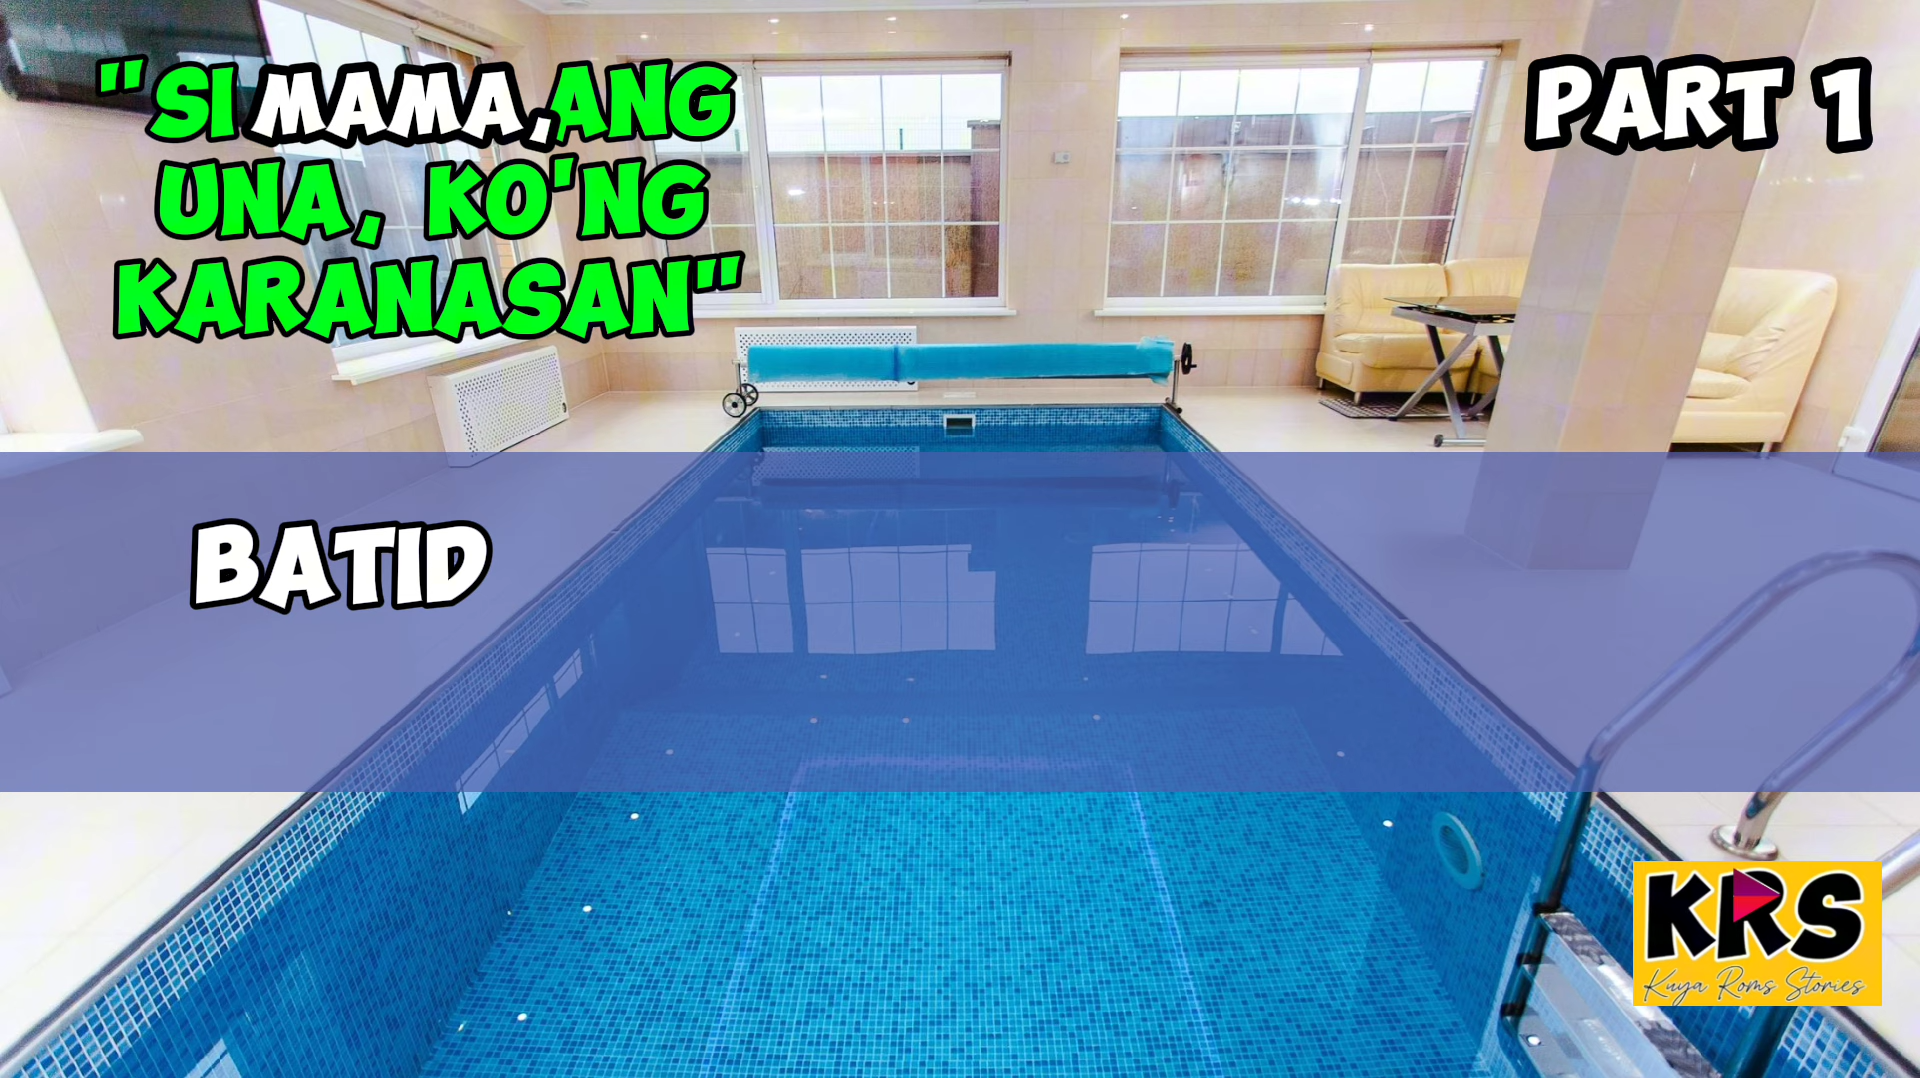 "SI MAMA, ANG
UNA, KO'NG
KARANASAN"
PART 1
BATID
KRS
Kuya Roms Stories